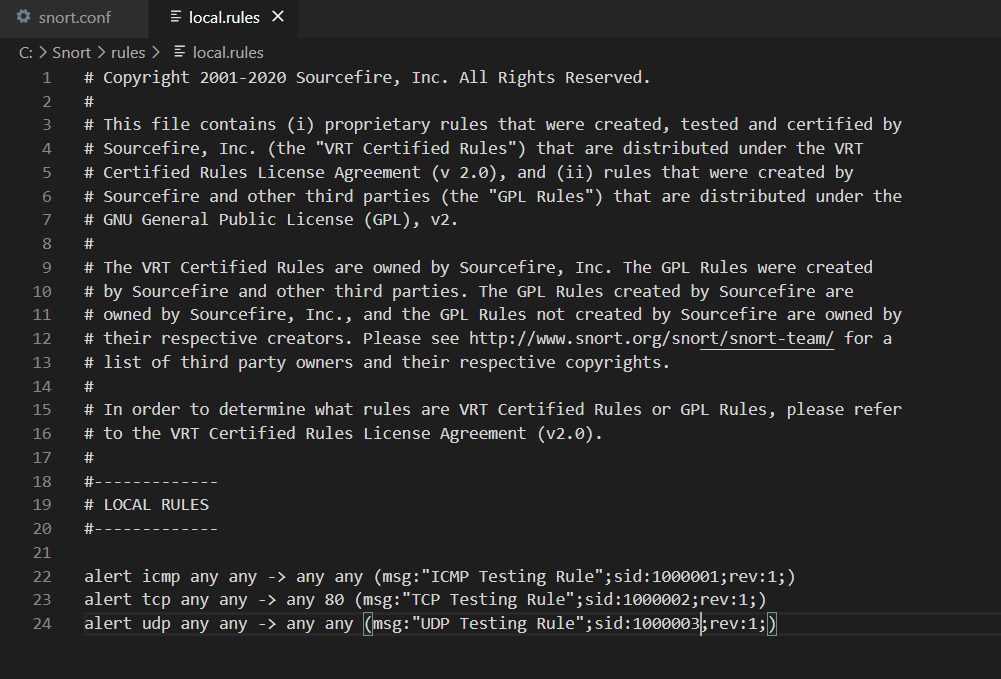 snort.conf
local.rules
C: > Snort > rules > local.rules
1 # Copyright 2001-2020 Sourcefire, Inc. All Rights Reserved.
2 #
3 # This file contains (i) proprietary rules that were created, tested and certified by
4 # Sourcefire, Inc. (the "VRT Certified Rules") that are distributed under the VRT
5 # Certified Rules License Agreement (v 2.0), and (ii) rules that were created by
6 # Sourcefire and other third parties (the "GPL Rules") that are distributed under the
7 # GNU General Public License (GPL), v2.
8 #
9 # The VRT Certified Rules are owned by Sourcefire, Inc. The GPL Rules were created
10 # by Sourcefire and other third parties. The GPL Rules created by Sourcefire are
11 # owned by Sourcefire, Inc., and the GPL Rules not created by Sourcefire are owned by
12 # their respective creators. Please see http://www.snort.org/snort/snort-team/ for a
13 # list of third party owners and their respective copyrights.
14 #
15 # In order to determine what rules are VRT Certified Rules or GPL Rules, please refer
16 # to the VRT Certified Rules License Agreement (v2.0).
17 #
18 #-------------
19 # LOCAL RULES
20 #-------------
21
22 alert icmp any any -> any any (msg:"ICMP Testing Rule";sid:1000001;rev:1;)
23 alert tcp any any -> any 80 (msg:"TCP Testing Rule";sid:1000002;rev:1;)
24 alert udp any any -> any any (msg:"UDP Testing Rule";sid:1000003;rev:1;)